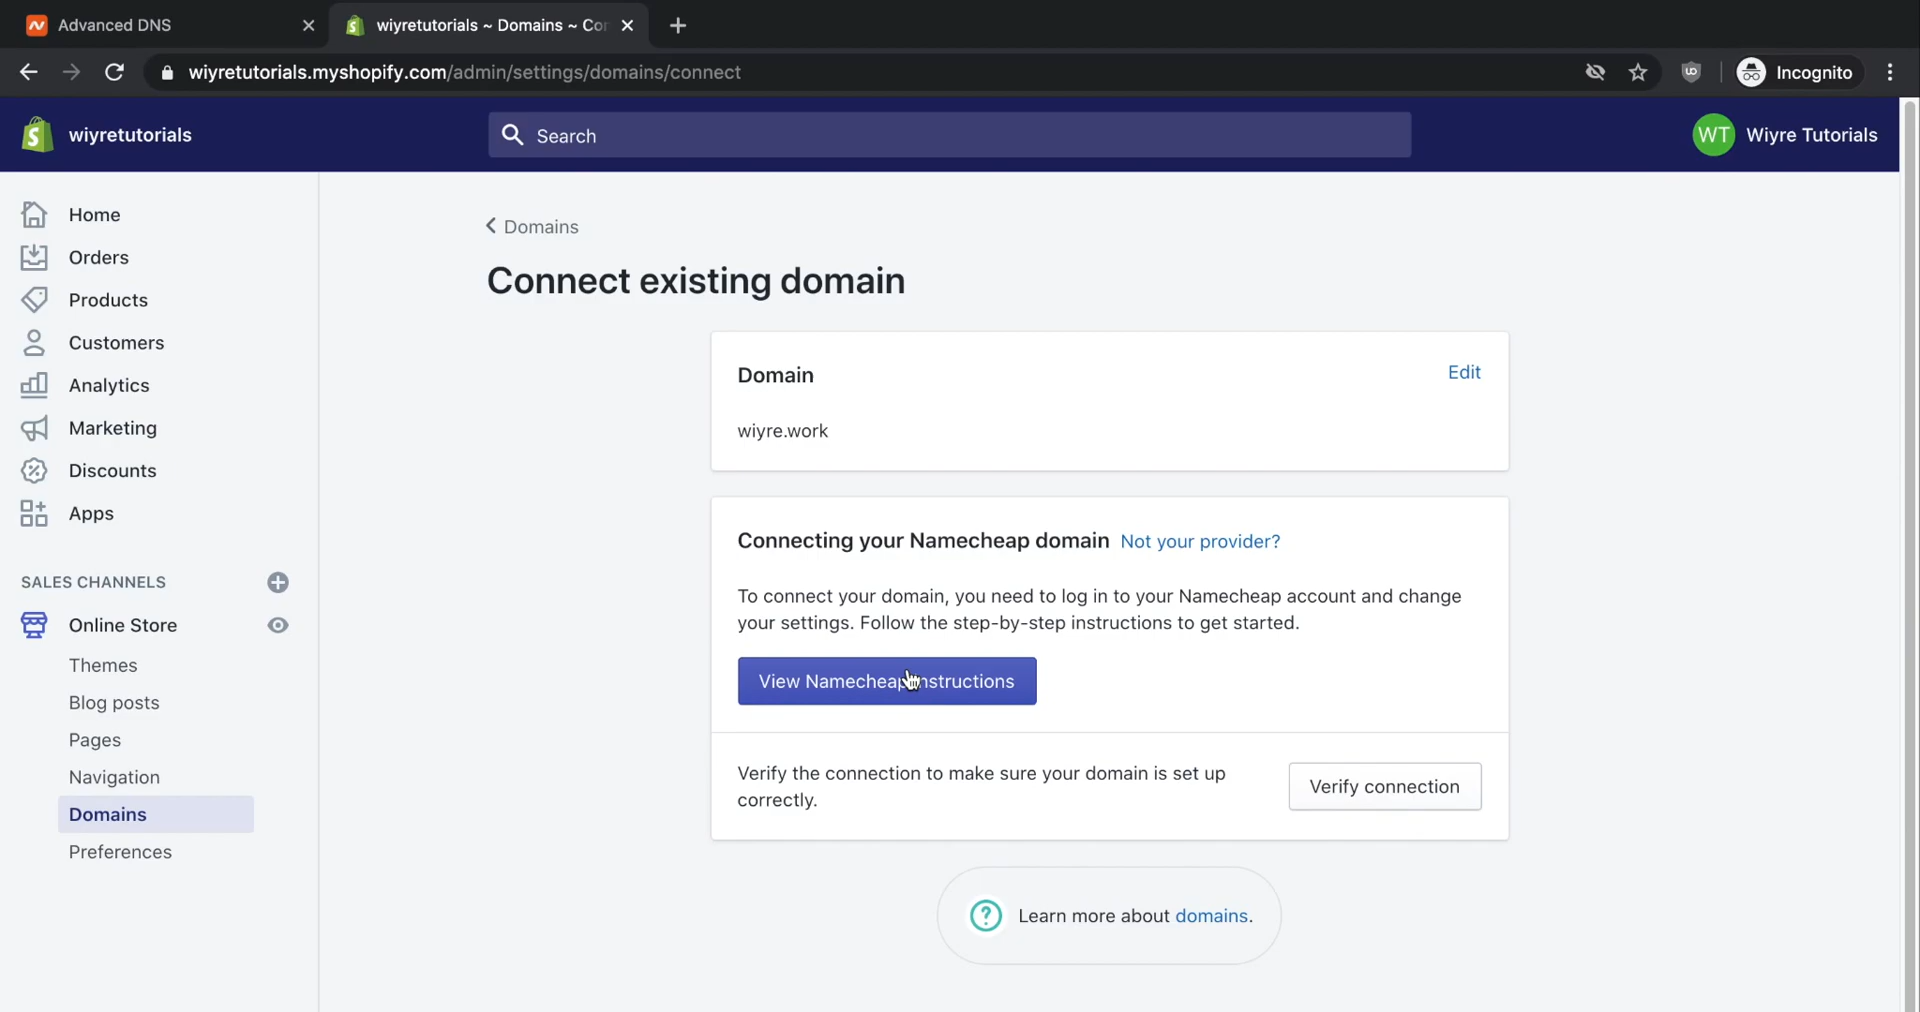 Advanced DNS
wiyretutorials ~ Domains ~ Co
wiyretutorials.myshopify.com/admin/settings/domains/connect
Incognito
wiyretutorials
Search
WT Wiyre Tutorials
Home
Orders
Products
Customers
Analytics
Marketing
Discounts
Apps
SALES CHANNELS
Online Store
Themes
Blog posts
Pages
Navigation
Domains
Preferences
Domains
Connect existing domain
Domain
Edit
wiyre.work
Connecting your Namecheap domain Not your provider?
To connect your domain, you need to log in to your Namecheap account and change
your settings. Follow the step-by-step instructions to get started.
View Namecheap instructions
Verify the connection to make sure your domain is set up
correctly.
Verify connection
Learn more about domains.